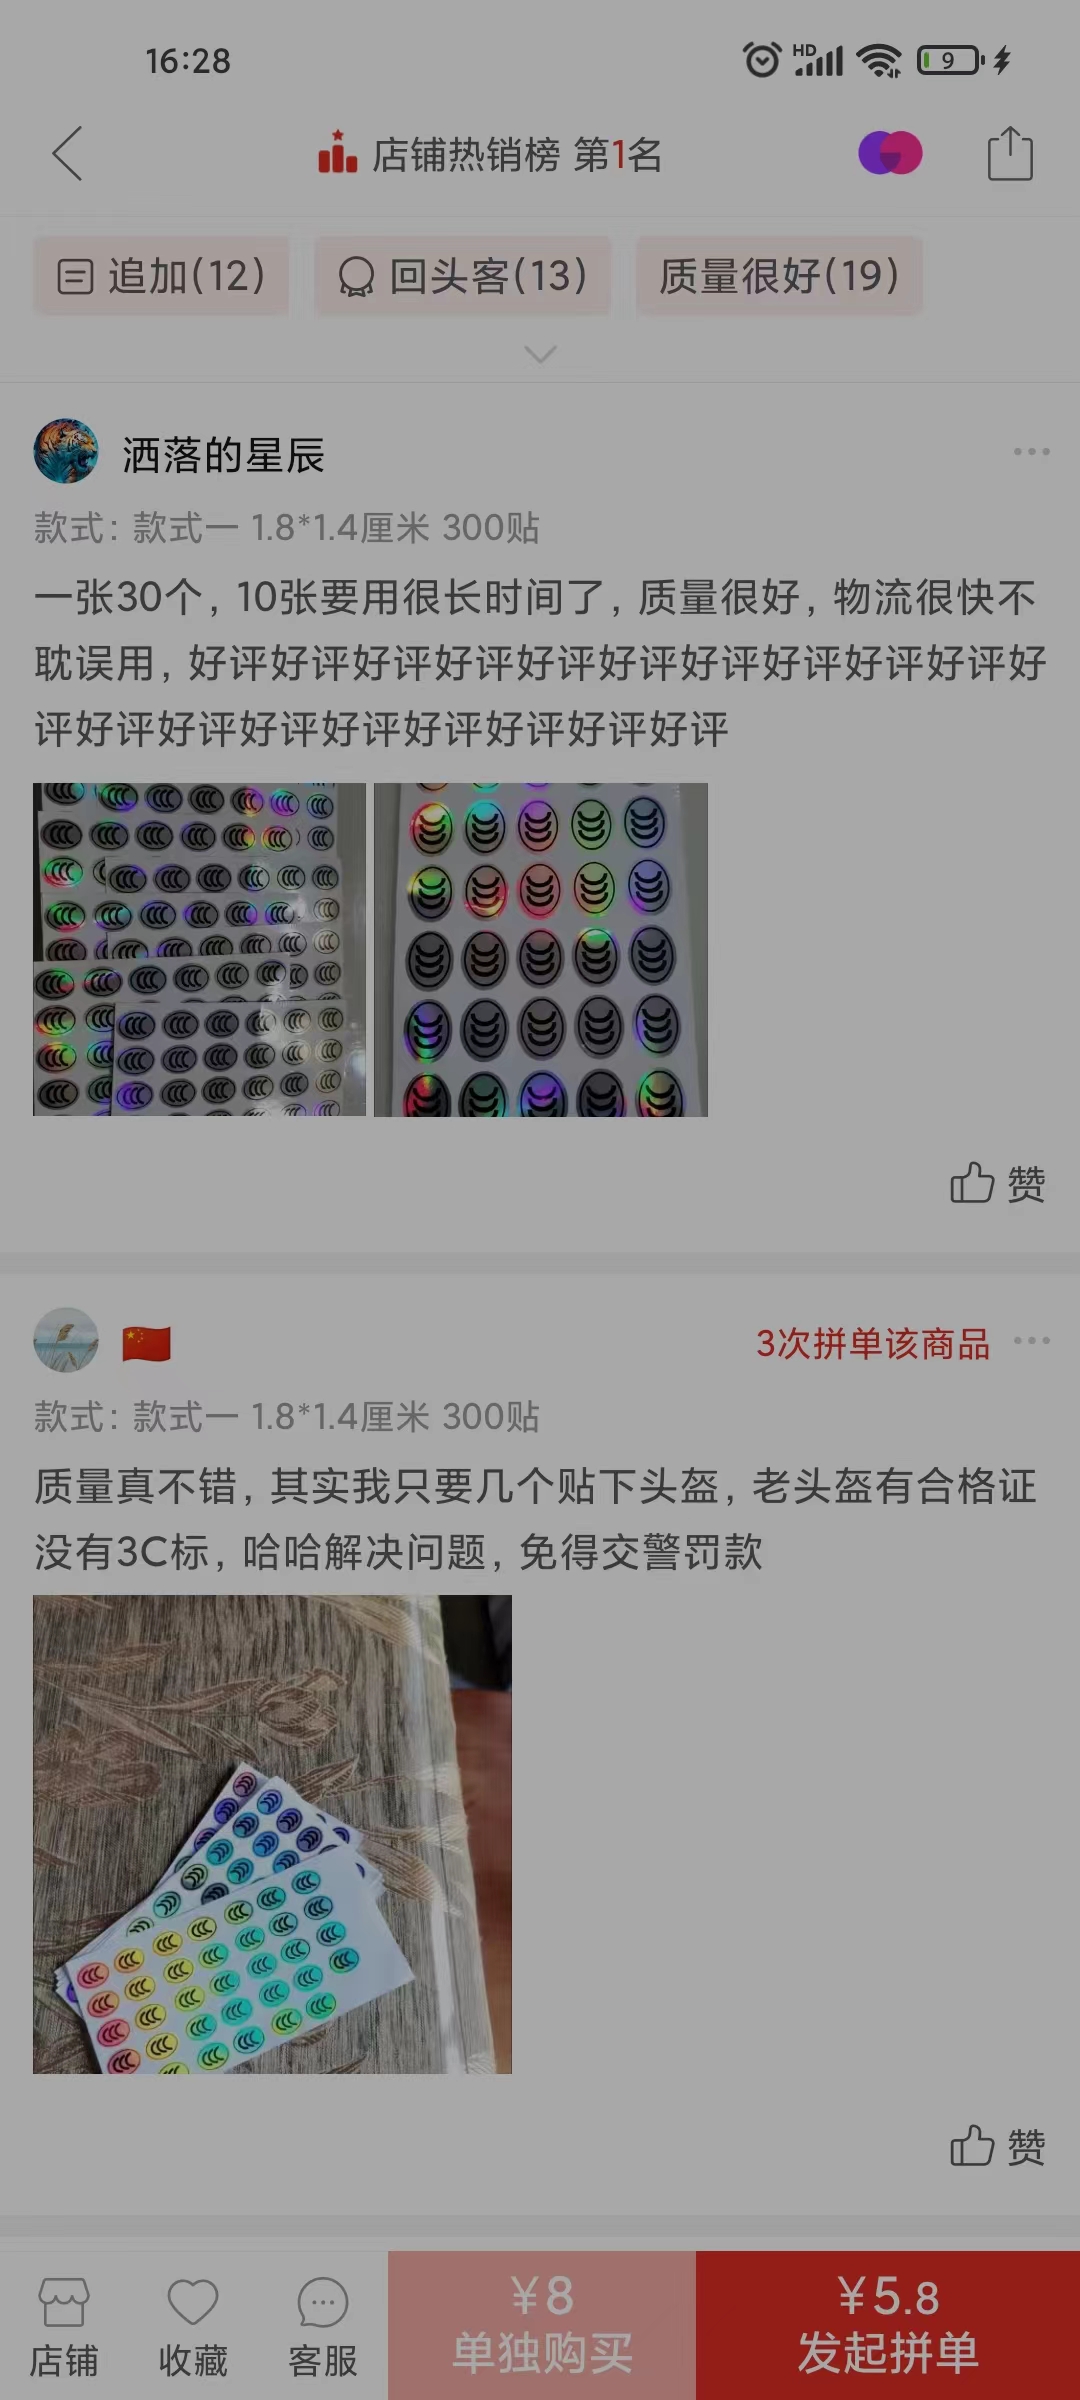 16:28
HD
9
店铺热销榜 第1名
追加(12)
回头客(13)
质量很好(19)
洒落的星辰
款式：款式一 1.8*1.4厘米 300贴
一张30个，10张要用很长时间了，质量很好，物流很快不
耽误用，好评好评好评好评好评好评好评好评好评好评好
评好评好评好评好评好评好评好评好评
3次拼单该商品
款式：款式一 1.8*1.4厘米 300贴
质量真不错，其实我只要几个贴下头盔，老头盔有合格证
没有3C标，哈哈解决问题，免得交警罚款
赞
赞
店铺
收藏
客服
¥8
单独购买
¥5.8
发起拼单